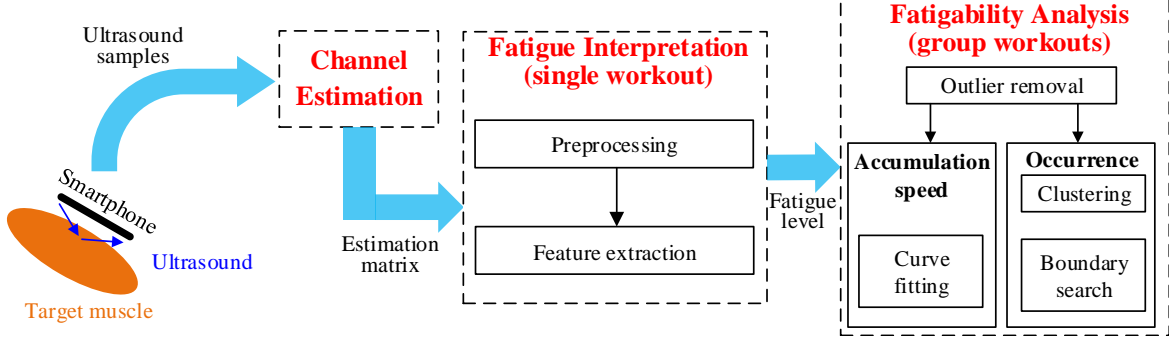 Ultrasound
samples
Smartphone
Ultrasound
Target muscle
Channel
Estimation
Estimation
matrix
Fatigue Interpretation
(single workout)
Preprocessing
Feature extraction
Fatigue
level
Fatigability Analysis
(group workouts)
Outlier removal
Accumulation
speed
Curve
fitting
Occurrence
Clustering
Boundary
search